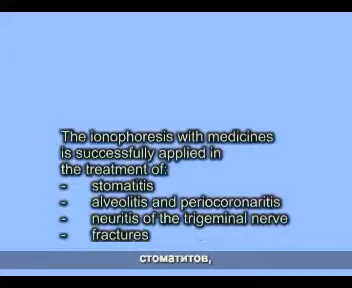 The ionophoresis with medicines
is successfully applied in
the treatment of:
- stomatitis
- alveolitis and periocoronaritis
- neuritis of the trigeminal nerve
- fractures
стоматитов,